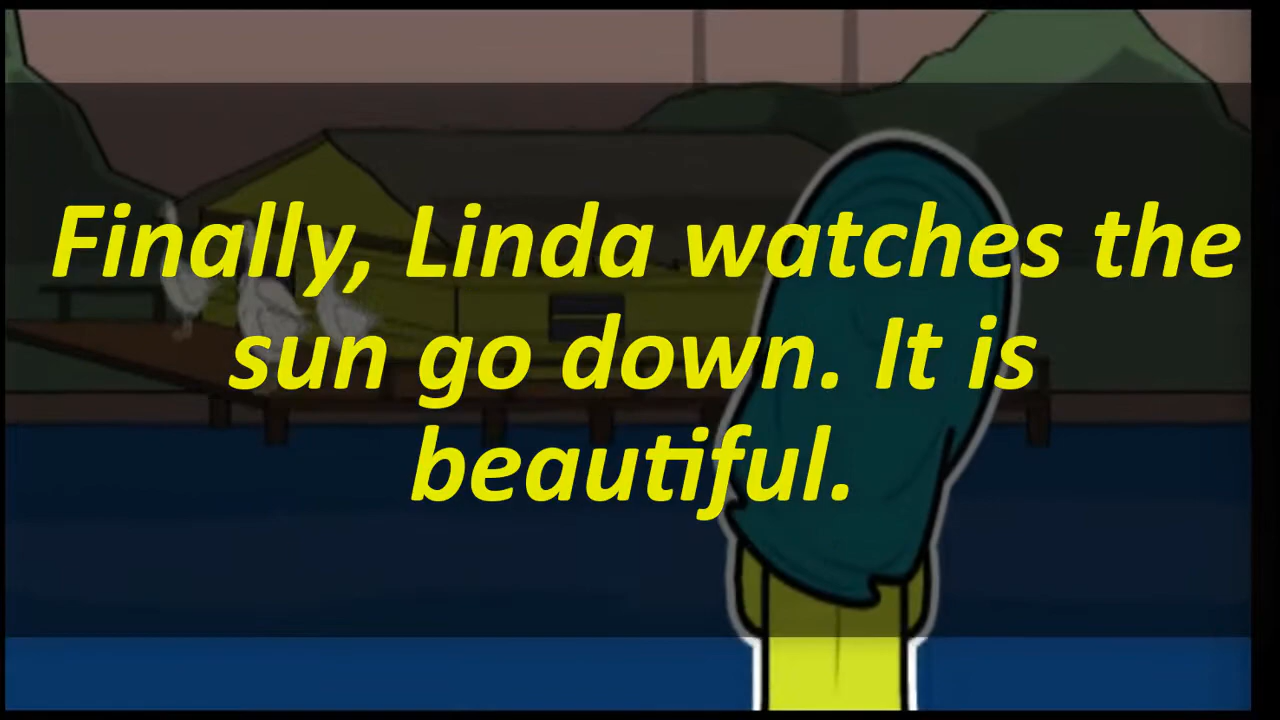 Finally, Linda watches the
sun go down. It is
beautiful.